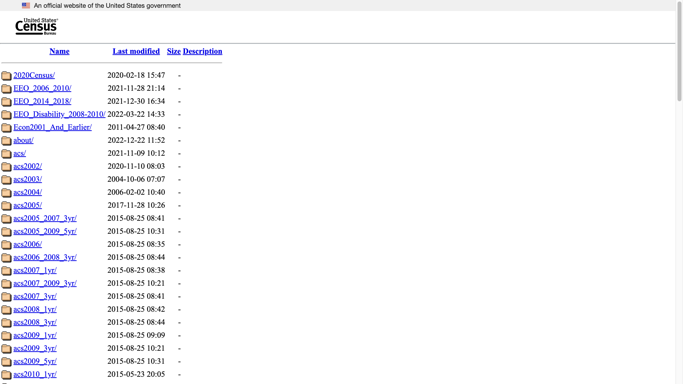 An official website of the United States government
United States®
Census
Bureau
Name Last modified Size Description
2020Census/ 2020-02-18 15:47 -
EEO_2006_2010/ 2021-11-28 21:14 -
EEO_2014_2018/ 2021-12-30 16:34 -
EEO_Disability_2008-2010/ 2022-03-22 14:33 -
Econ2001_And_Earlier/ 2011-04-27 08:40 -
about/ 2022-12-22 11:52 -
acs/ 2021-11-09 10:12 -
acs2002/ 2020-11-10 08:03 -
acs2003/ 2004-10-06 07:07 -
acs2004/ 2006-02-02 10:40 -
acs2005/ 2017-11-28 10:26 -
acs2005_2007_3yr/ 2015-08-25 08:41 -
acs2005_2009_5yr/ 2015-08-25 10:31 -
acs2006/ 2015-08-25 08:35 -
acs2006_2008_3yr/ 2015-08-25 08:44 -
acs2007_1yr/ 2015-08-25 08:38 -
acs2007_2009_3yr/ 2015-08-25 10:21 -
acs2007_3yr/ 2015-08-25 08:41 -
acs2008_1yr/ 2015-08-25 08:42 -
acs2008_3yr/ 2015-08-25 08:44 -
acs2009_1yr/ 2015-08-25 09:09 -
acs2009_3yr/ 2015-08-25 10:21 -
acs2009_5yr/ 2015-08-25 10:31 -
acs2010_1yr/ 2015-05-23 20:05 -